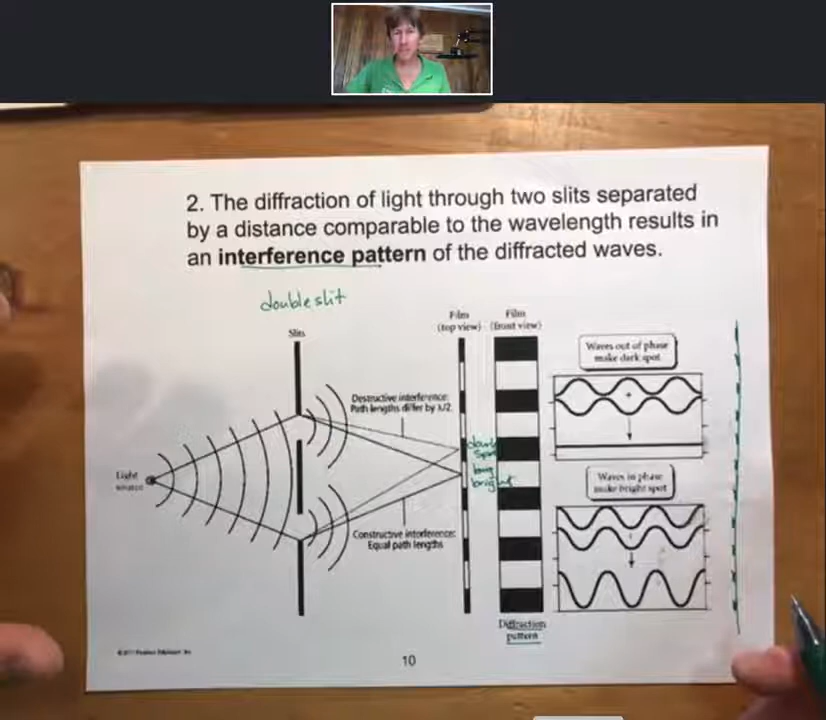 2. The diffraction of light through two slits separated
by a distance comparable to the wavelength results in
an interference pattern of the diffracted waves.
double slit
Slits
Film
(top view)
Film
(front view)
Waves out of phase
make dark spot
Destructive interference:
Path lengths differ by λ/2.
Light
source
bright
Waves in phase
make bright spot
Constructive interference:
Equal path lengths
Diffraction
pattern
10